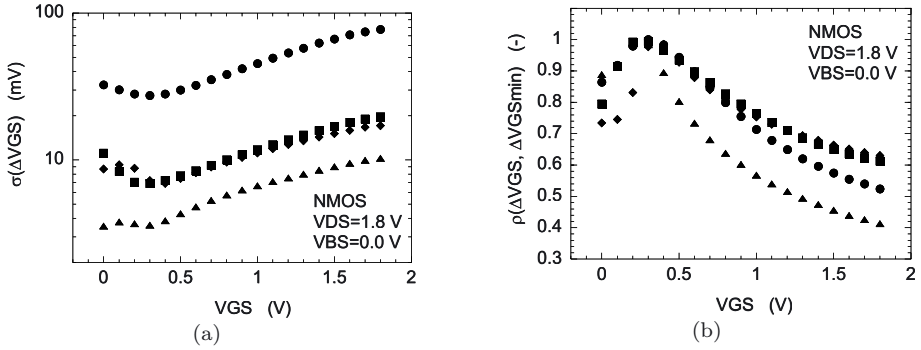 100
10
σ(ΔVGS) (mV)
NMOS
VDS=1.8 V
VBS=0.0 V
0 0.5 1 1.5 2
VGS (V)
(a)
1
0.9
0.8
0.7
0.6
0.5
0.4
0.3
ρ(ΔVGS, ΔVGSmin) (-)
NMOS
VDS=1.8 V
VBS=0.0 V
0 0.5 1 1.5 2
VGS (V)
(b)